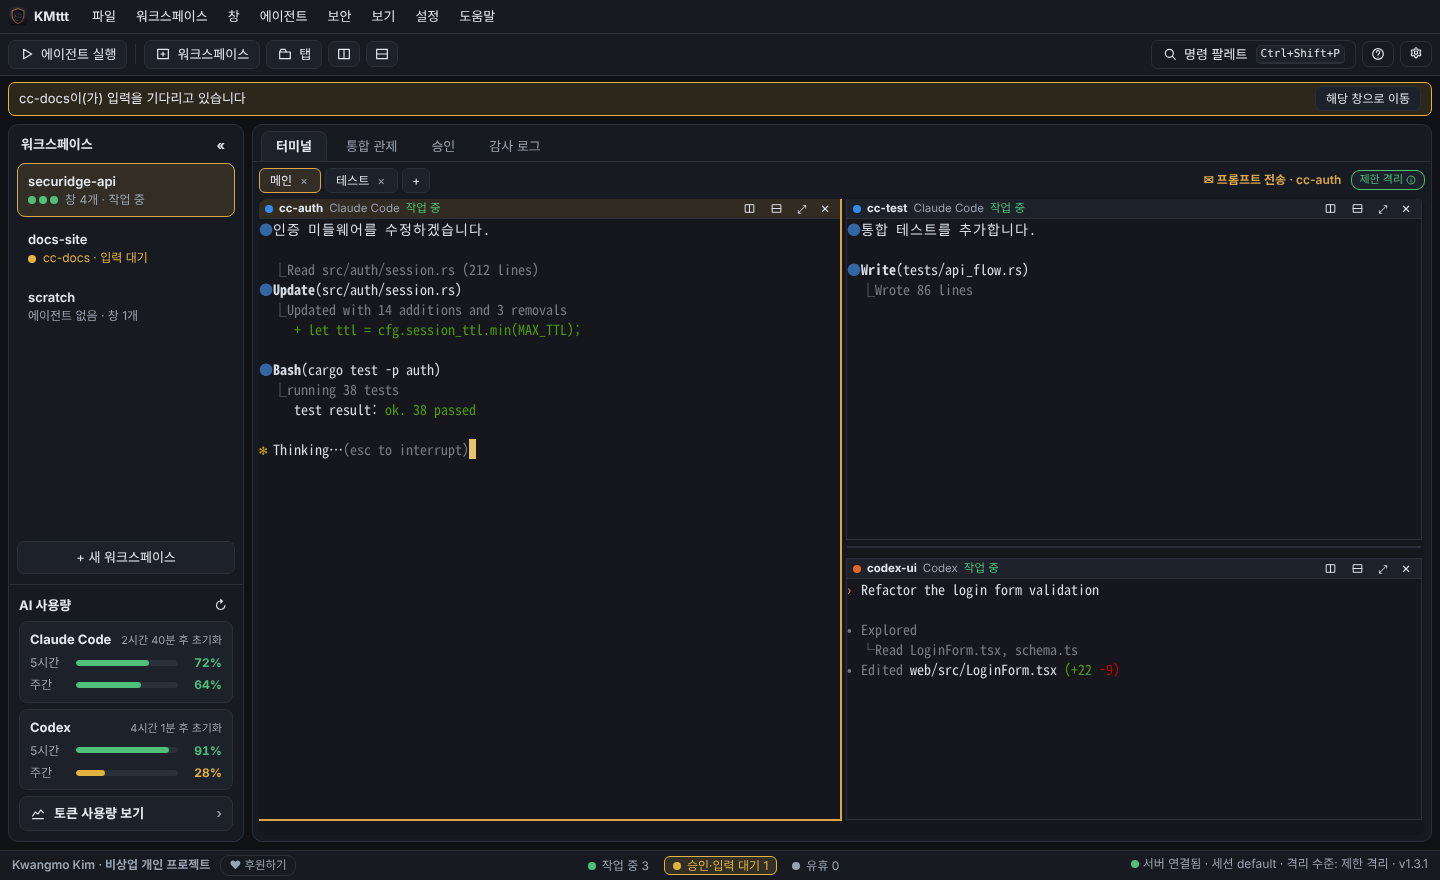 KMttt 파일 워크스페이스 창 에이전트 보안 보기 설정 도움말
에이전트 실행 워크스페이스 탭 명령 팔레트 Ctrl+Shift+P
cc-docs이(가) 입력을 기다리고 있습니다 해당 창으로 이동
워크스페이스 «
securidge-api
창 4개 · 작업 중
docs-site
cc-docs · 입력 대기
scratch
에이전트 없음 · 창 1개
+ 새 워크스페이스
AI 사용량
Claude Code 2시간 40분 후 초기화
5시간 72%
주간 64%
Codex 4시간 1분 후 초기화
5시간 91%
주간 28%
토큰 사용량 보기 ›
터미널 통합 관제 승인 감사 로그
메인 × 테스트 × + ✉ 프롬프트 전송 · cc-auth 제한 격리 ⓘ
cc-auth Claude Code 작업 중
인증 미들웨어를 수정하겠습니다.
⎿Read src/auth/session.rs (212 lines)
Update(src/auth/session.rs)
⎿Updated with 14 additions and 3 removals
+ let ttl = cfg.session_ttl.min(MAX_TTL);
Bash(cargo test -p auth)
⎿running 38 tests
test result: ok. 38 passed
✻ Thinking…(esc to interrupt)
cc-test Claude Code 작업 중
통합 테스트를 추가합니다.
Write(tests/api_flow.rs)
⎿Wrote 86 lines
codex-ui Codex 작업 중
› Refactor the login form validation
• Explored
└Read LoginForm.tsx, schema.ts
• Edited web/src/LoginForm.tsx (+22 -9)
Kwangmo Kim · 비상업 개인 프로젝트 ♥ 후원하기 작업 중 3 승인·입력 대기 1 유휴 0 서버 연결됨 · 세션 default · 격리 수준: 제한 격리 · v1.3.1